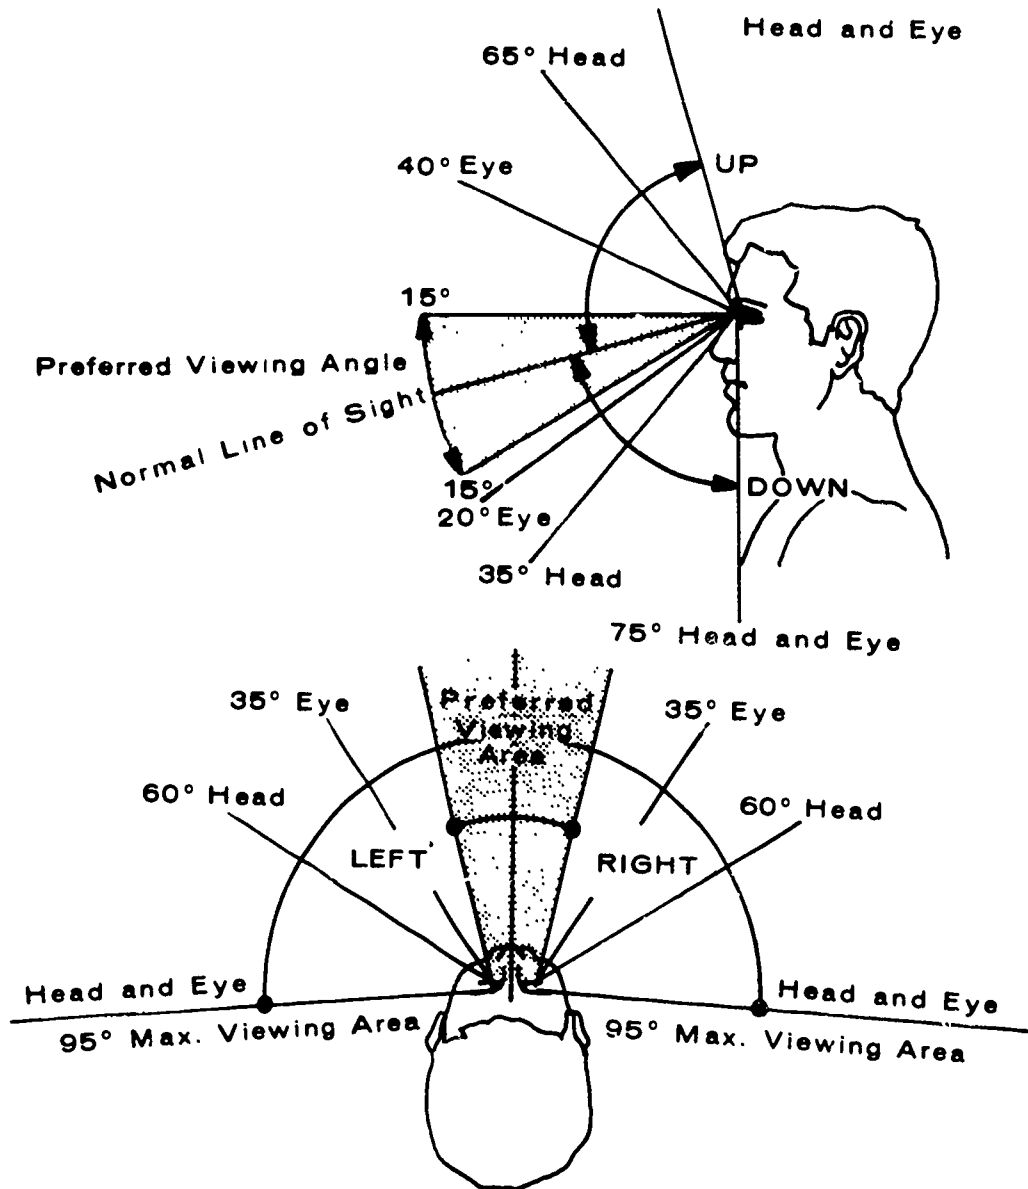 Head and Eye
65° Head
UP
40° Eye
15°
Preferred Viewing Angle
Normal Line of Sight
15°
DOWN
20° Eye
35° Head
75° Head and Eye
Preferred
Viewing
Area
35° Eye
35° Eye
60° Head
60° Head
LEFT
RIGHT
Head and Eye
Head and Eye
95° Max. Viewing Area
95° Max. Viewing Area